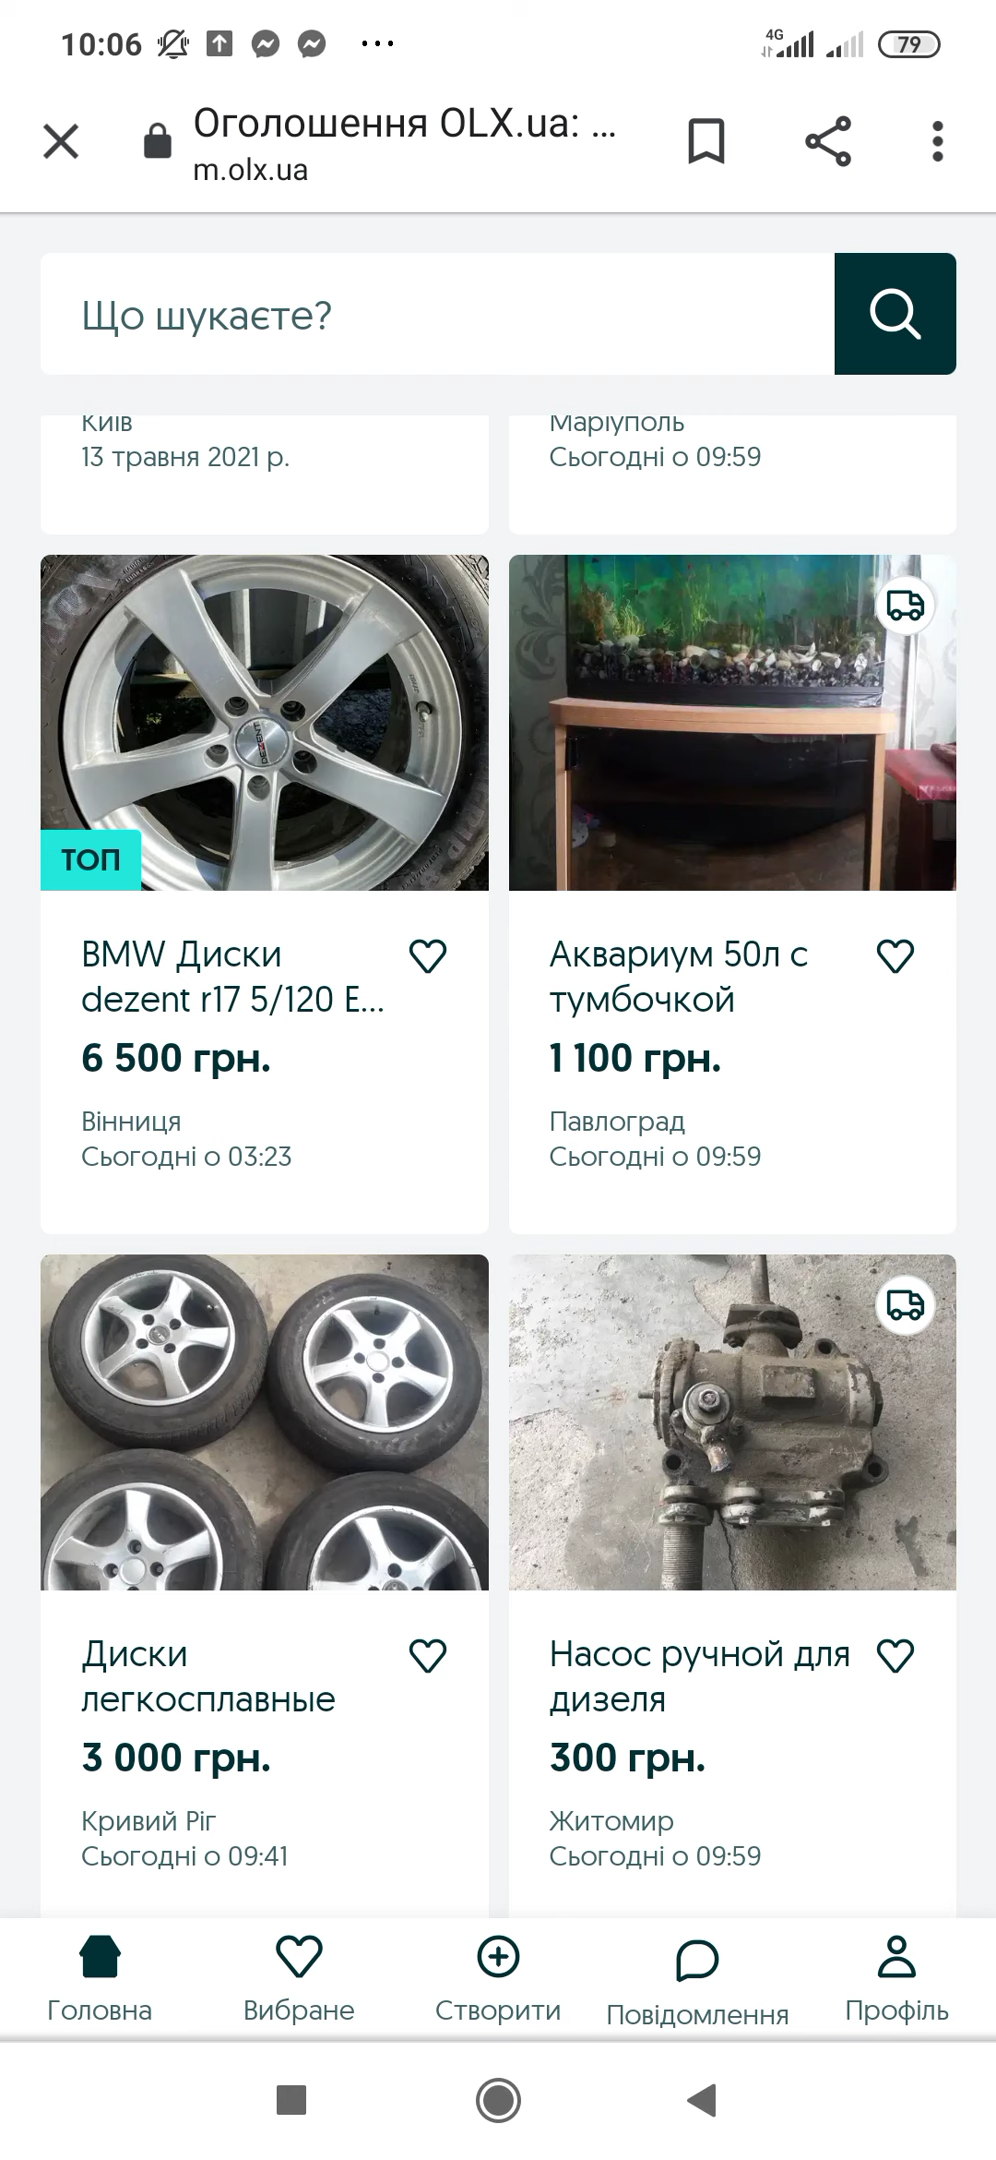 10:06
4G
79
Оголошення OLX.ua: ...
m.olx.ua
Що шукаєте?
Київ
13 травня 2021 р.
Маріуполь
Сьогодні о 09:59
DEZENT
ТОП
BMW Диски
dezent r17 5/120 E...
6 500 грн.
Вінниця
Сьогодні о 03:23
Аквариум 50л с
тумбочкой
1 100 грн.
Павлоград
Сьогодні о 09:59
Диски
легкосплавные
3 000 грн.
Кривий Ріг
Сьогодні о 09:41
Насос ручной для
дизеля
300 грн.
Житомир
Сьогодні о 09:59
Головна
Вибране
Створити
Повідомлення
Профіль